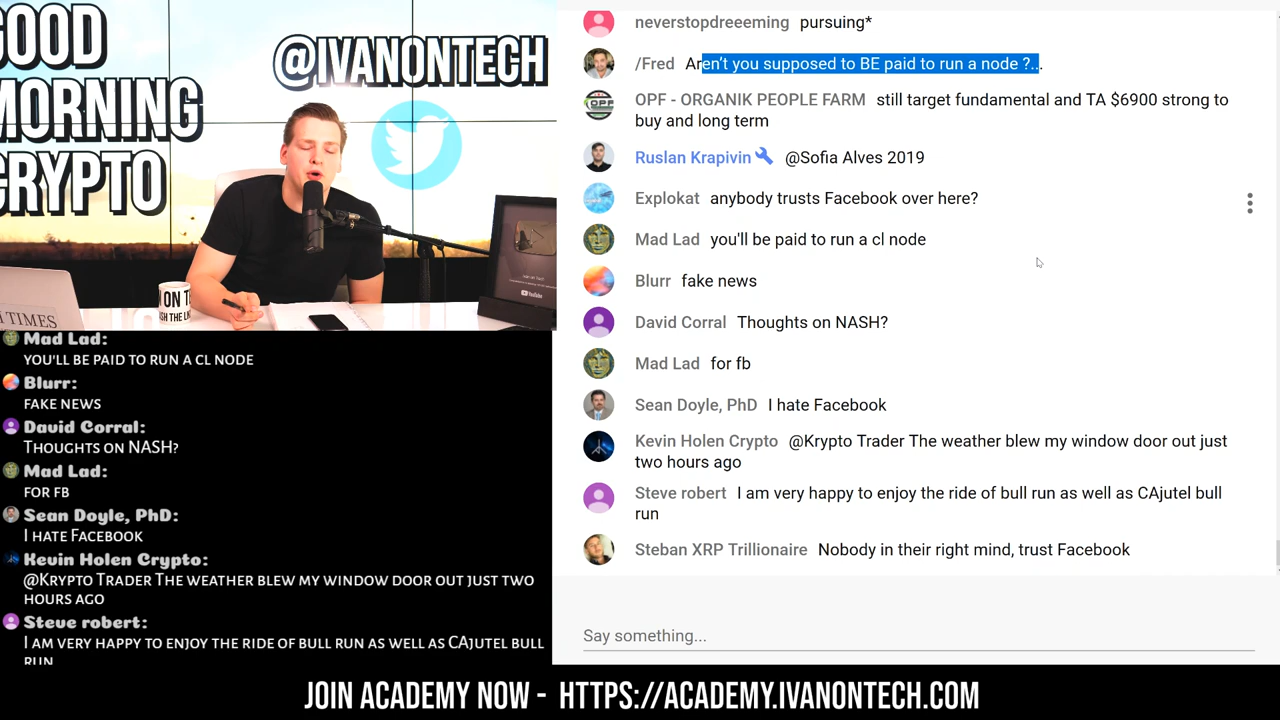 GOOD
MORNING
CRYPTO
@IVANONTECH
TIMES
YouTube
Mad Lad:
YOU'LL BE PAID TO RUN A CL NODE
Blurr:
FAKE NEWS
David Corral:
THOUGHTS ON NASH?
Mad Lad:
FOR FB
Sean Doyle, PhD:
I HATE FACEBOOK
Kevin Holen Crypto:
@KRYPTO TRADER THE WEATHER BLEW MY WINDOW DOOR OUT JUST TWO
HOURS AGO
Steve robert:
I AM VERY HAPPY TO ENJOY THE RIDE OF BULL RUN AS WELL AS CAJUTEL BULL
RUN
neverstopdreeeming pursuing*
/Fred Aren't you supposed to BE paid to run a node ?...
OPF - ORGANIK PEOPLE FARM still target fundamental and TA $6900 strong to
buy and long term
Ruslan Krapivin @Sofia Alves 2019
Explokat anybody trusts Facebook over here?
Mad Lad you'll be paid to run a cl node
Blurr fake news
David Corral Thoughts on NASH?
Mad Lad for fb
Sean Doyle, PhD I hate Facebook
Kevin Holen Crypto @Krypto Trader The weather blew my window door out just
two hours ago
Steve robert I am very happy to enjoy the ride of bull run as well as CAjutel bull
run
Steban XRP Trillionaire Nobody in their right mind, trust Facebook
Say something...
JOIN ACADEMY NOW - HTTPS://ACADEMY.IVANONTECH.COM